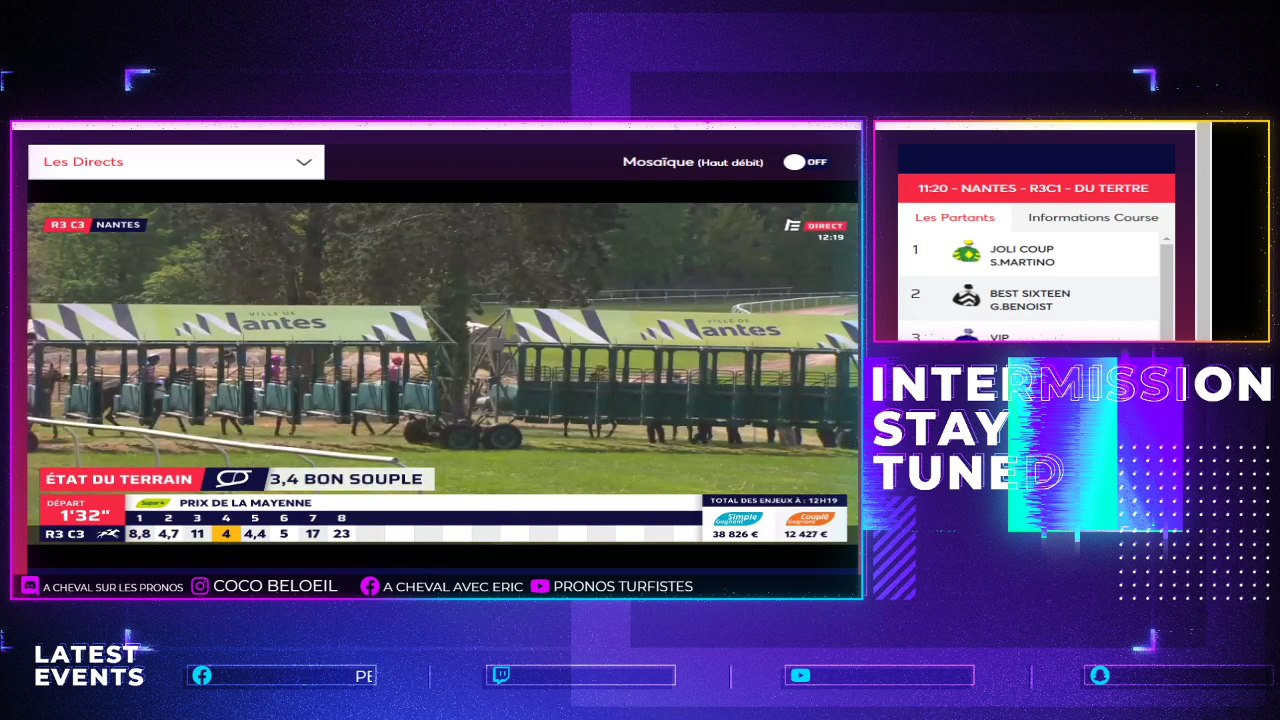 Les Directs
Mosaïque (Haut débit)
OFF
R3 C3 NANTES
DIRECT
12:19
VILLE DE
Nantes
VILLE DE
Nantes
ÉTAT DU TERRAIN
3,4 BON SOUPLE
DÉPART
1'32"
Super4
PRIX DE LA MAYENNE
TOTAL DES ENJEUX À : 12H19
1 2 3 4 5 6 7 8
Simple Gagnant
Couplé Gagnant
R3 C3
8,8 4,7 11 4 4,4 5 17 23
38 826 €
12 427 €
A CHEVAL SUR LES PRONOS
COCO BELOEIL
A CHEVAL AVEC ERIC
PRONOS TURFISTES
11:20 - NANTES - R3C1 - DU TERTRE
Les Partants
Informations Course
1
JOLI COUP
S.MARTINO
2
BEST SIXTEEN
G.BENOIST
3
VIP
INTERMISSION
STAY
TUNED
LATEST
EVENTS
PE